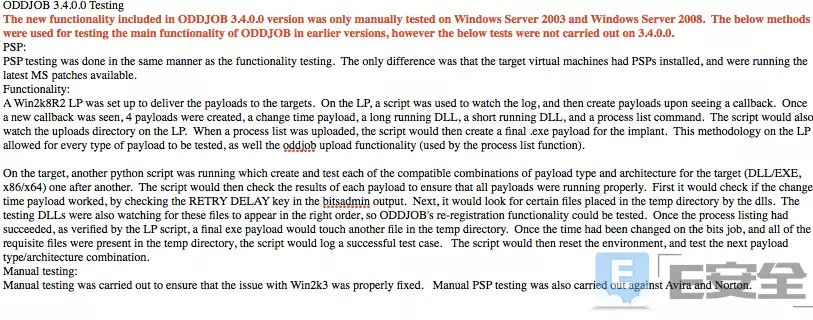 ODDJOB 3.4.0.0 Testing
The new functionality included in ODDJOB 3.4.0.0 version was only manually tested on Windows Server 2003 and Windows Server 2008.  The below methods
were used for testing the main functionality of ODDJOB in earlier versions, however the below tests were not carried out on 3.4.0.0.
PSP:
PSP testing was done in the same manner as the functionality testing.  The only difference was that the target virtual machines had PSPs installed, and were running the
latest MS patches available.
Functionality:
A Win2k8R2 LP was set up to deliver the payloads to the targets.  On the LP, a script was used to watch the log, and then create payloads upon seeing a callback.  Once
a new callback was seen, 4 payloads were created, a change time payload, a long running DLL, a short running DLL, and a process list command.  The script would also
watch the uploads directory on the LP.  When a process list was uploaded, the script would then create a final .exe payload for the implant.  This methodology on the LP
allowed for every type of payload to be tested, as well the oddjob upload functionality (used by the process list function).
On the target, another python script was running which create and test each of the compatible combinations of payload type and architecture for the target (DLL/EXE,
x86/x64) one after another.  The script would then check the results of each payload to ensure that all payloads were running properly.  First it would check if the change
time payload worked, by checking the RETRY DELAY key in the bitsadmin output.  Next, it would look for certain files placed in the temp directory by the dlls.  The
testing DLLs were also watching for these files to appear in the right order, so ODDJOB's re-registration functionality could be tested.  Once the process listing had
succeeded, as verified by the LP script, a final exe payload would touch another file in the temp directory.  Once the time had been changed on the bits job, and all of the
requisite files were present in the temp directory, the script would log a successful test case.   The script would then reset the environment, and test the next payload
type/architecture combination.
Manual testing:
Manual testing was carried out to ensure that the issue with Win2k3 was properly fixed.   Manual PSP testing was also carried out against Avira and Norton.
E安全